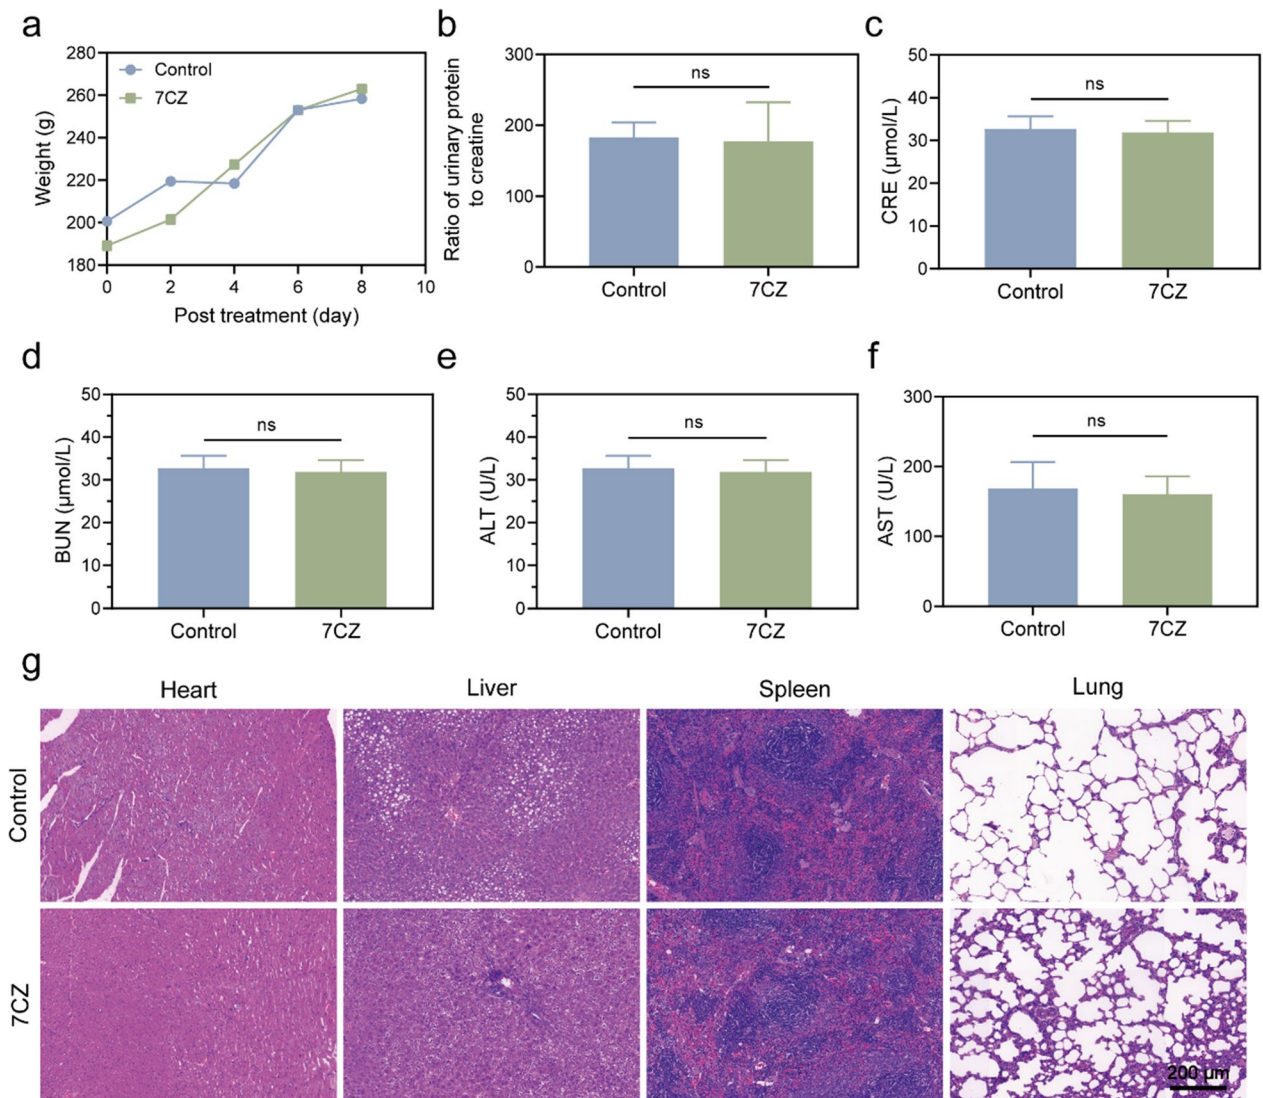 a
280
260
240
220
200
180
Weight (g)
Control
7CZ
0 2 4 6 8 10
Post treatment (day)
b
300
200
100
0
Ratio of urinary protein
to creatine
ns
Control 7CZ
c
50
40
30
20
10
0
CRE (μmol/L)
ns
Control 7CZ
d
50
40
30
20
10
0
BUN (μmol/L)
ns
Control 7CZ
e
50
40
30
20
10
0
ALT (U/L)
ns
Control 7CZ
f
300
200
100
0
AST (U/L)
ns
Control 7CZ
g
Heart Liver Spleen Lung
Control
7CZ
200 μm